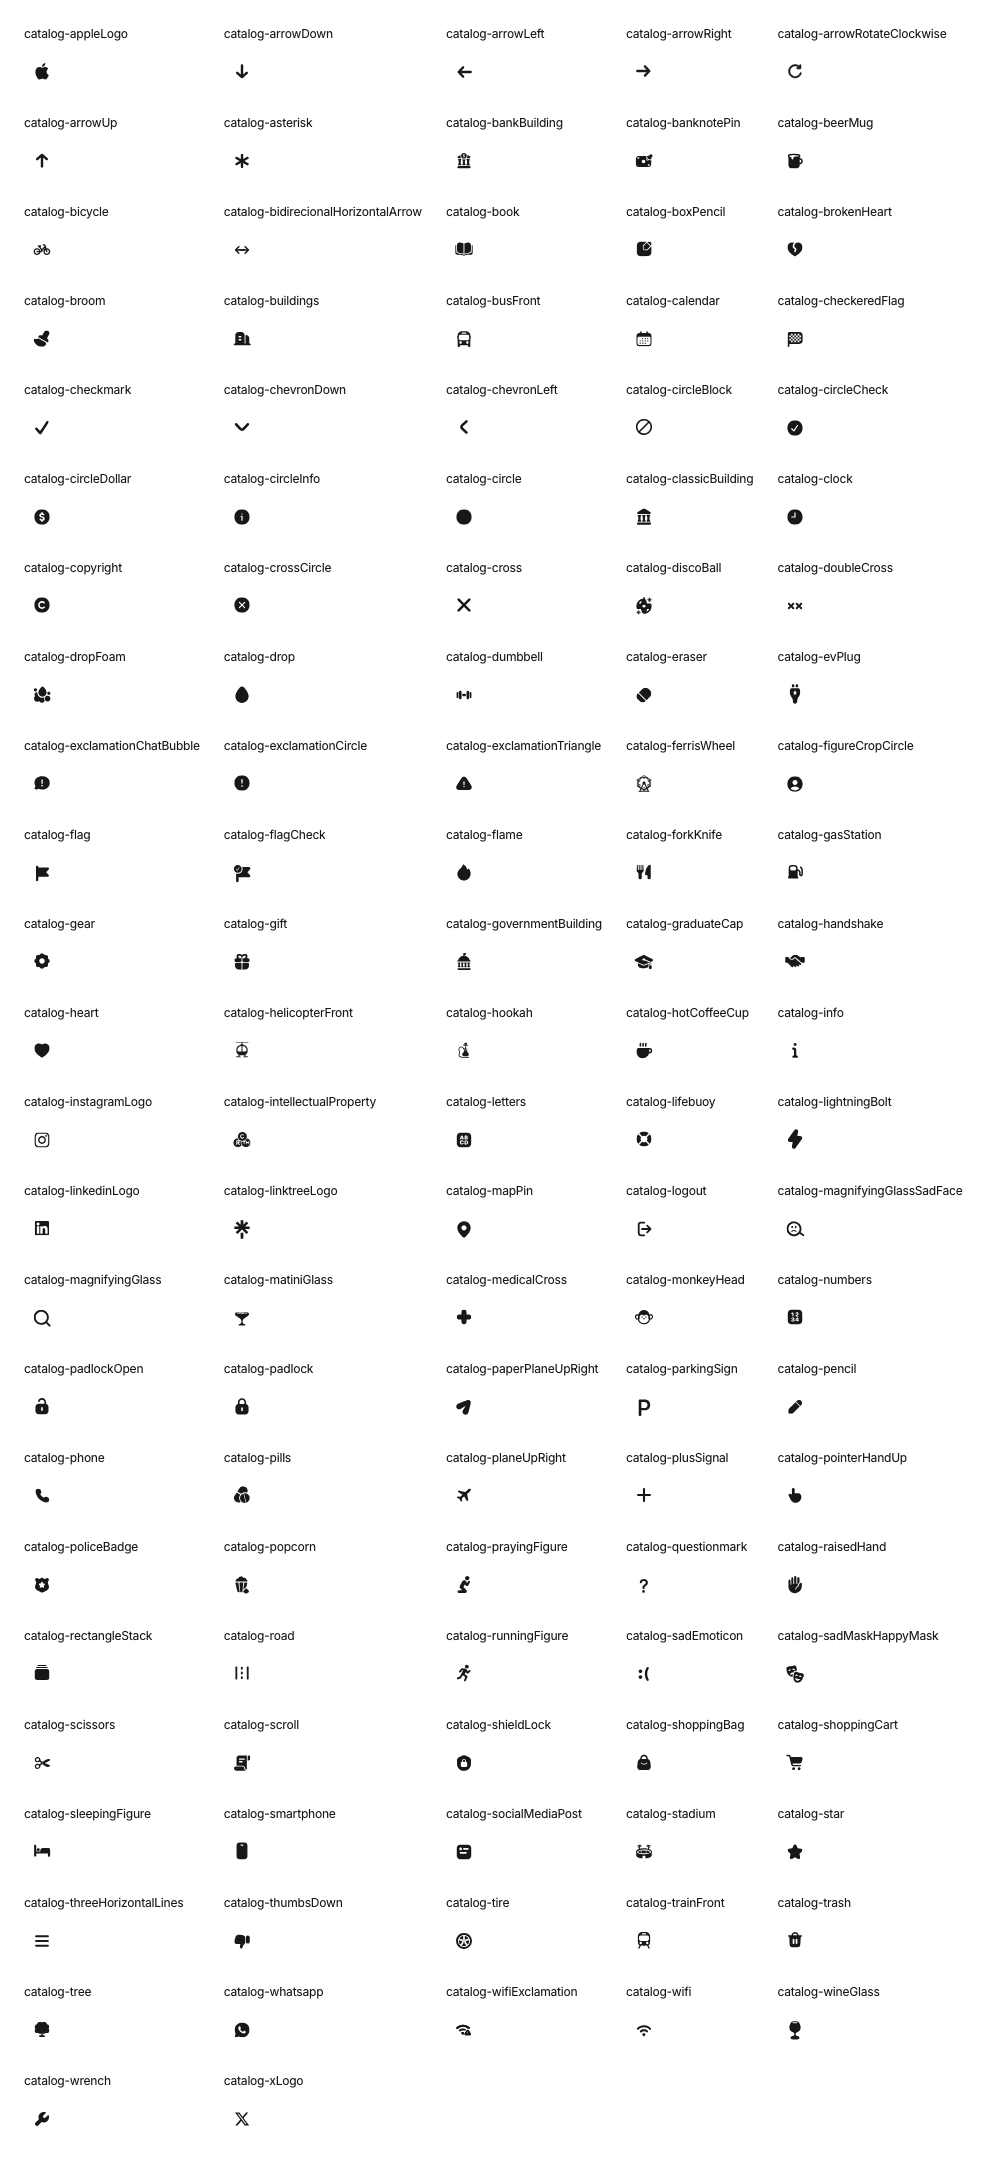 catalog-appleLogo catalog-arrowDown catalog-arrowLeft catalog-arrowRight catalog-arrowRotateClockwise
catalog-arrowUp catalog-asterisk catalog-bankBuilding catalog-banknotePin catalog-beerMug
catalog-bicycle catalog-bidirecionalHorizontalArrow catalog-book catalog-boxPencil catalog-brokenHeart
catalog-broom catalog-buildings catalog-busFront catalog-calendar catalog-checkeredFlag
catalog-checkmark catalog-chevronDown catalog-chevronLeft catalog-circleBlock catalog-circleCheck
catalog-circleDollar catalog-circleInfo catalog-circle catalog-classicBuilding catalog-clock
catalog-copyright catalog-crossCircle catalog-cross catalog-discoBall catalog-doubleCross
catalog-dropFoam catalog-drop catalog-dumbbell catalog-eraser catalog-evPlug
catalog-exclamationChatBubble catalog-exclamationCircle catalog-exclamationTriangle catalog-ferrisWheel catalog-figureCropCircle
catalog-flag catalog-flagCheck catalog-flame catalog-forkKnife catalog-gasStation
catalog-gear catalog-gift catalog-governmentBuilding catalog-graduateCap catalog-handshake
catalog-heart catalog-helicopterFront catalog-hookah catalog-hotCoffeeCup catalog-info
catalog-instagramLogo catalog-intellectualProperty catalog-letters catalog-lifebuoy catalog-lightningBolt
catalog-linkedinLogo catalog-linktreeLogo catalog-mapPin catalog-logout catalog-magnifyingGlassSadFace
catalog-magnifyingGlass catalog-matiniGlass catalog-medicalCross catalog-monkeyHead catalog-numbers
catalog-padlockOpen catalog-padlock catalog-paperPlaneUpRight catalog-parkingSign catalog-pencil
catalog-phone catalog-pills catalog-planeUpRight catalog-plusSignal catalog-pointerHandUp
catalog-policeBadge catalog-popcorn catalog-prayingFigure catalog-questionmark catalog-raisedHand
catalog-rectangleStack catalog-road catalog-runningFigure catalog-sadEmoticon catalog-sadMaskHappyMask
catalog-scissors catalog-scroll catalog-shieldLock catalog-shoppingBag catalog-shoppingCart
catalog-sleepingFigure catalog-smartphone catalog-socialMediaPost catalog-stadium catalog-star
catalog-threeHorizontalLines catalog-thumbsDown catalog-tire catalog-trainFront catalog-trash
catalog-tree catalog-whatsapp catalog-wifiExclamation catalog-wifi catalog-wineGlass
catalog-wrench catalog-xLogo